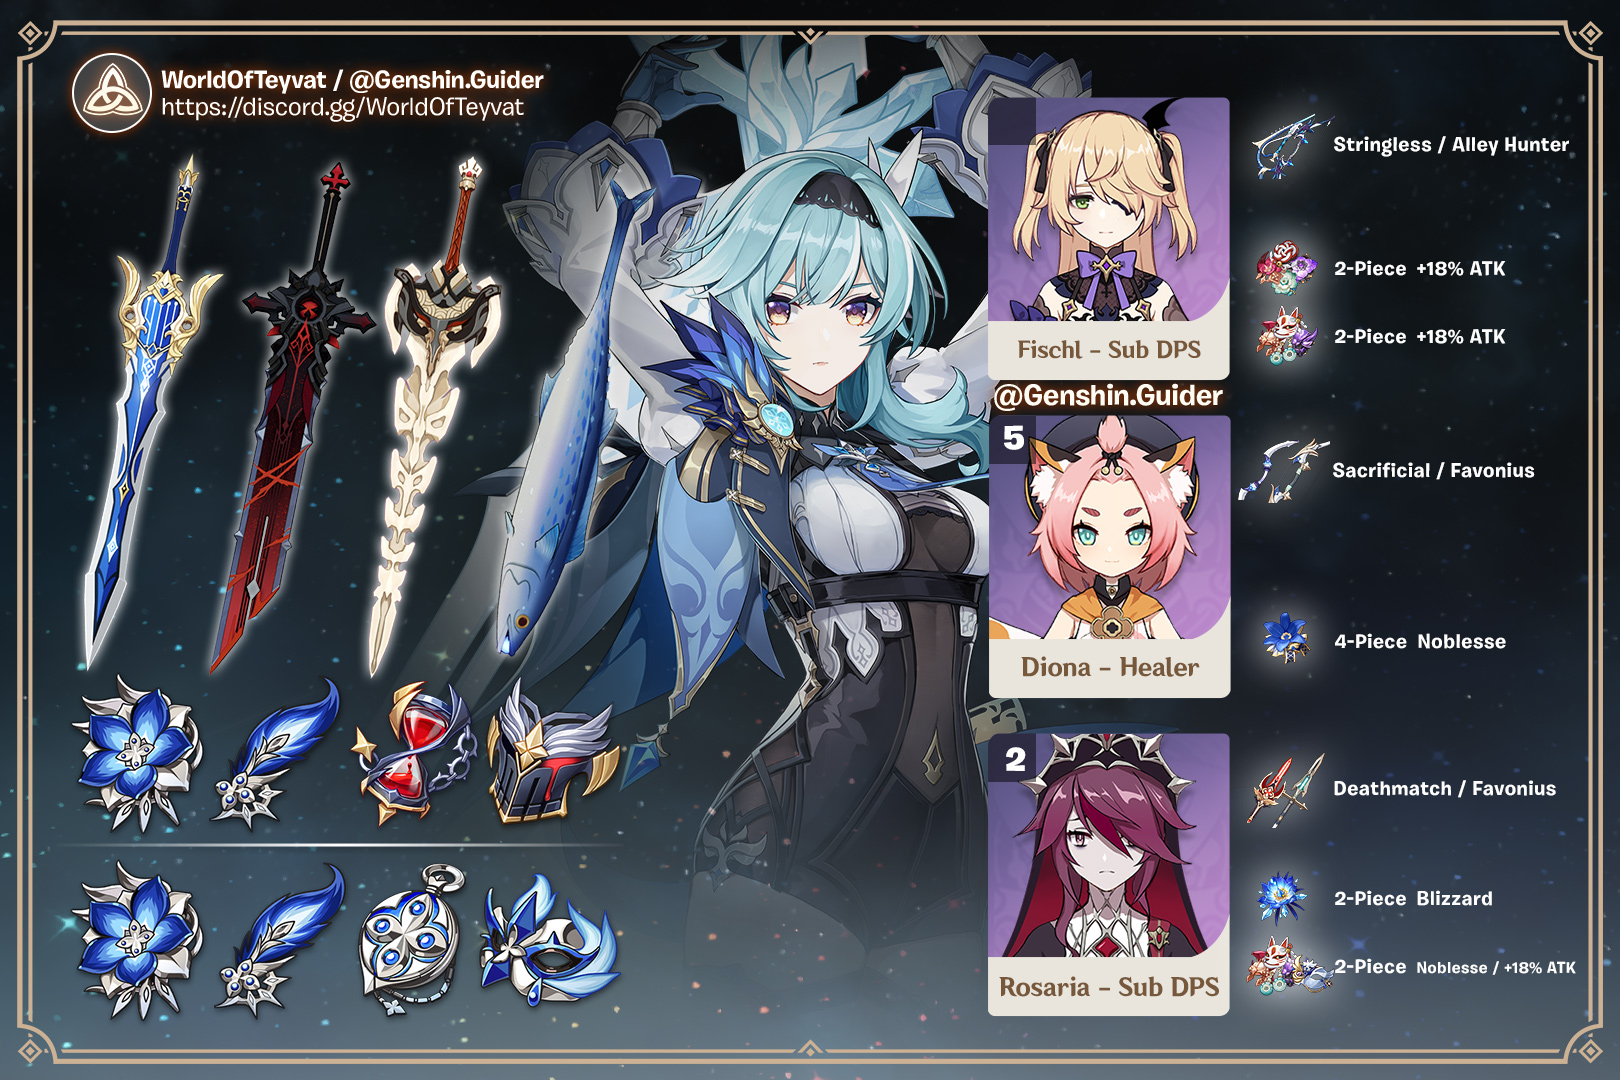 WorldOfTeyvat / @Genshin.Guider
https://discord.gg/WorldOfTeyvat
Stringless / Alley Hunter
2-Piece +18% ATK
2-Piece +18% ATK
Fischl - Sub DPS
@Genshin.Guider
5
Sacrificial / Favonius
4-Piece Noblesse
Diona - Healer
2
Deathmatch / Favonius
2-Piece Blizzard
2-Piece Noblesse / +18% ATK
Rosaria - Sub DPS